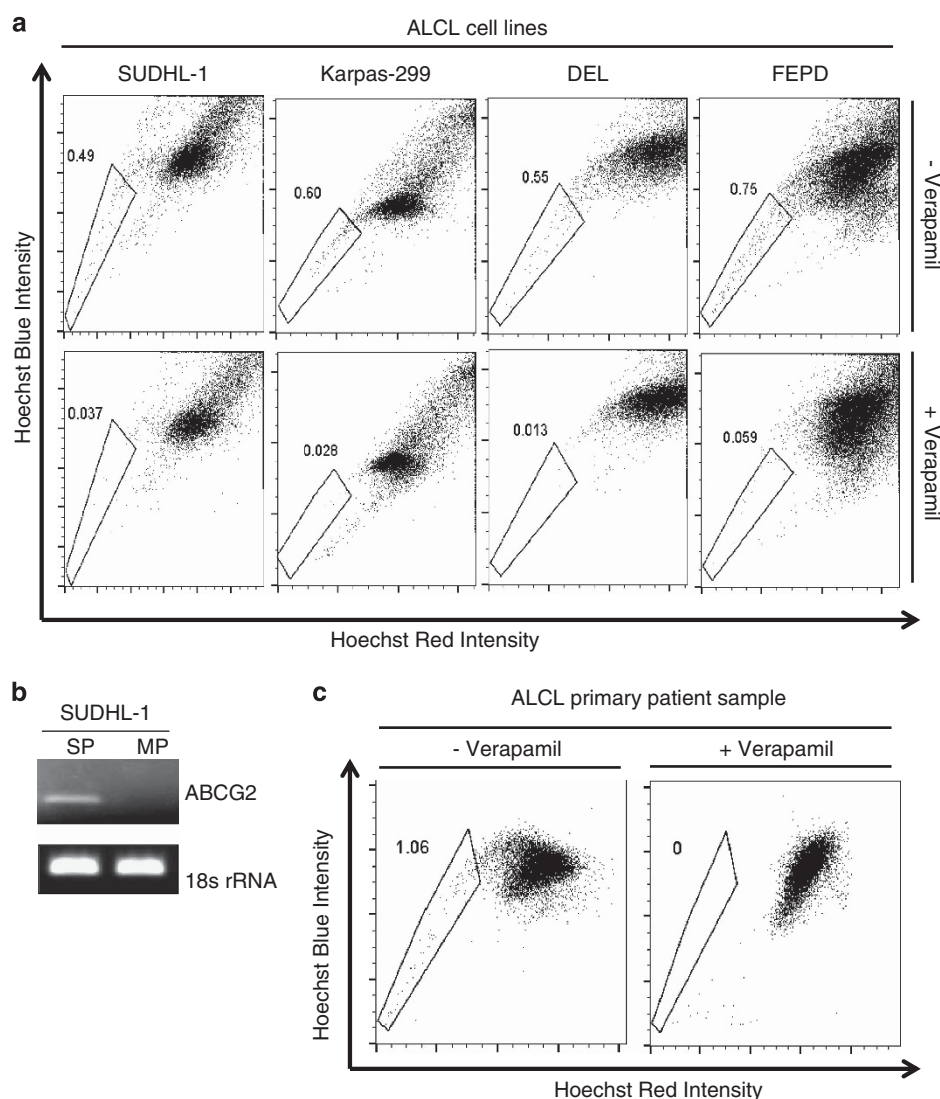 a
ALCL cell lines
SUDHL-1 Karpas-299 DEL FEPD
0.49 0.60 0.55 0.75
- Verapamil
0.037 0.028 0.013 0.059
+ Verapamil
Hoechst Blue Intensity
Hoechst Red Intensity
b
SUDHL-1
SP MP
ABCG2
18s rRNA
c
ALCL primary patient sample
- Verapamil + Verapamil
1.06 0
Hoechst Blue Intensity
Hoechst Red Intensity